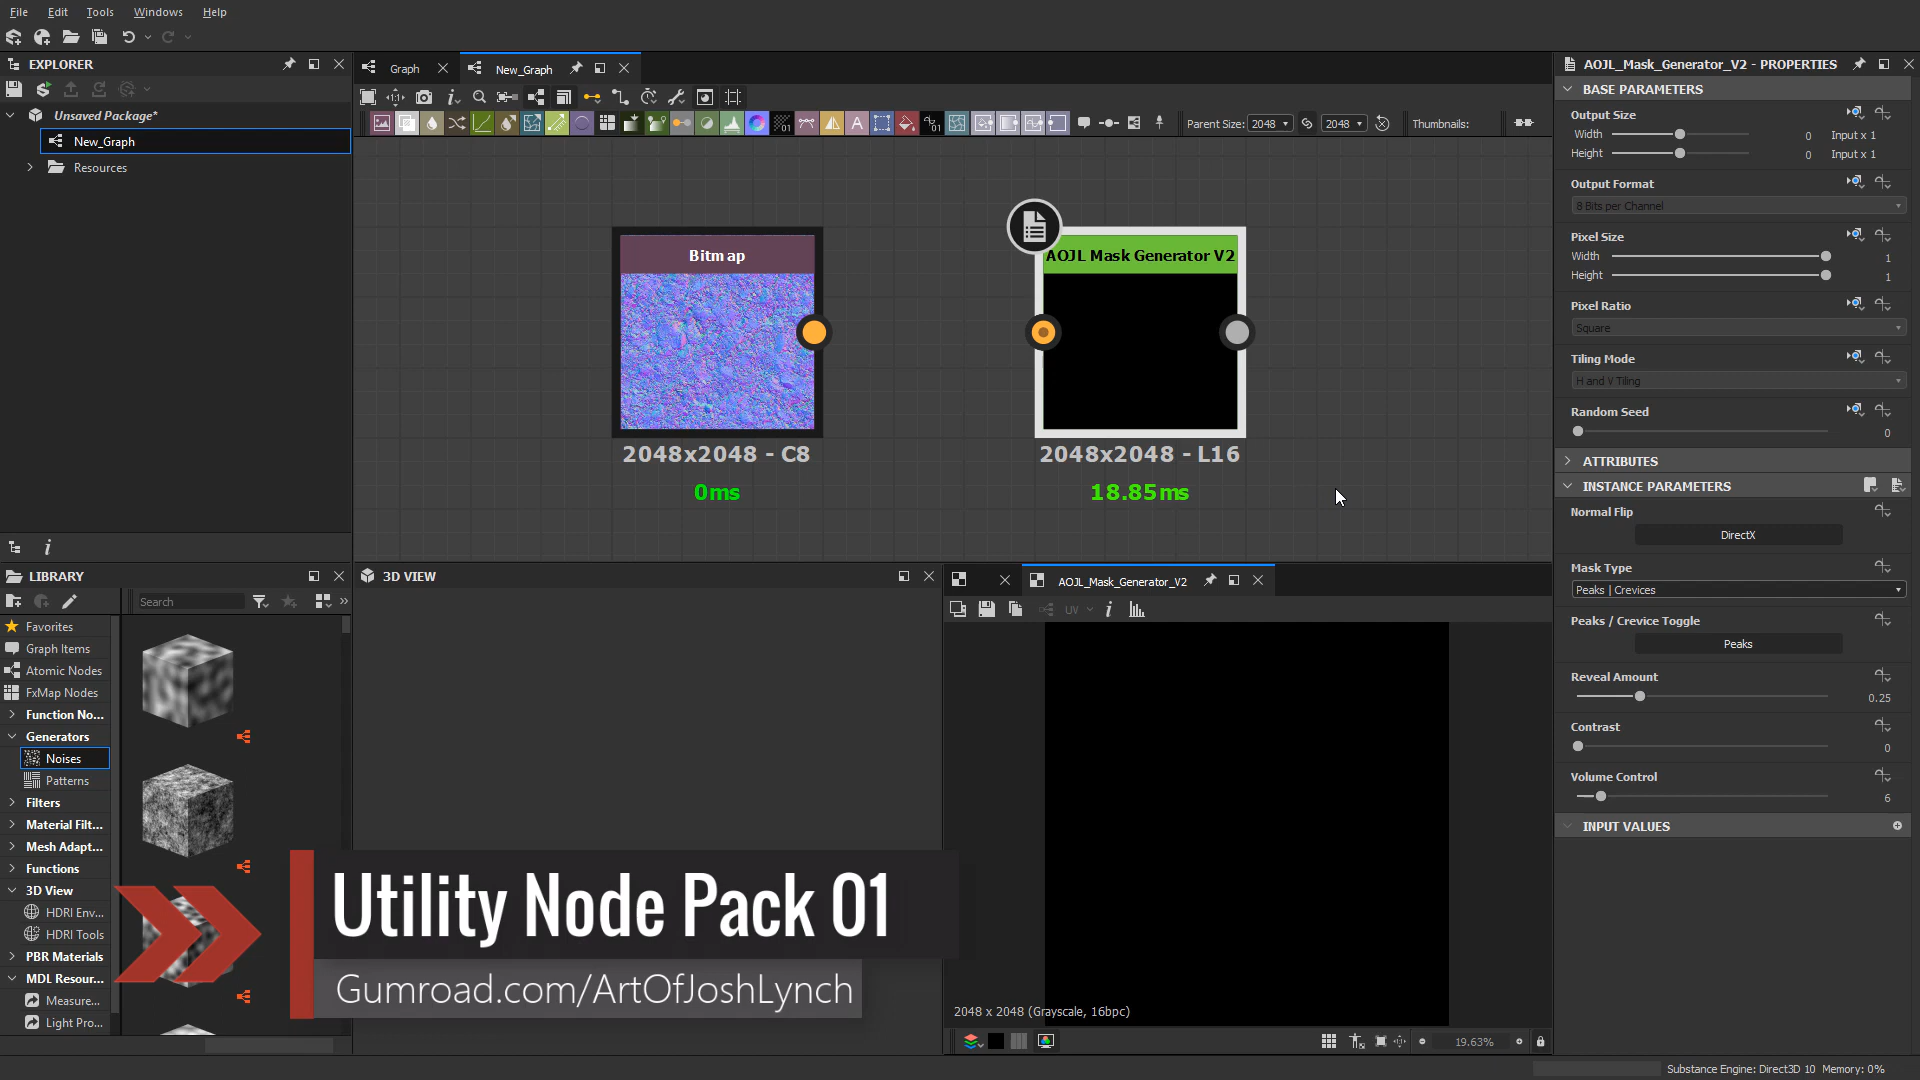 File Edit Tools Windows Help
EXPLORER
Unsaved Package*
New_Graph
Resources
Graph
New_Graph
Parent Size: 2048 2048 Thumbnails:
Bitmap
2048x2048 - C8
0ms
AOJL Mask Generator V2
2048x2048 - L16
18.85ms
LIBRARY
Search
Favorites
Graph Items
Atomic Nodes
FxMap Nodes
Function No...
Generators
Noises
Patterns
Filters
Material Filt...
Mesh Adapt...
Functions
3D View
HDRI Env...
HDRI Tools
PBR Materials
MDL Resour...
Measure...
Light Pro...
3D VIEW
AOJL_Mask_Generator_V2
UV
2048 x 2048 (Grayscale, 16bpc)
19.63%
AOJL_Mask_Generator_V2 - PROPERTIES
BASE PARAMETERS
Output Size
Width 0 Input x 1
Height 0 Input x 1
Output Format
8 Bits per Channel
Pixel Size
Width 1
Height 1
Pixel Ratio
Square
Tiling Mode
H and V Tiling
Random Seed
0
ATTRIBUTES
INSTANCE PARAMETERS
Normal Flip
DirectX
Mask Type
Peaks | Crevices
Peaks / Crevice Toggle
Peaks
Reveal Amount
0.25
Contrast
0
Volume Control
6
INPUT VALUES
Utility Node Pack 01
Gumroad.com/ArtOfJoshLynch
Substance Engine: Direct3D 10 Memory: 0%